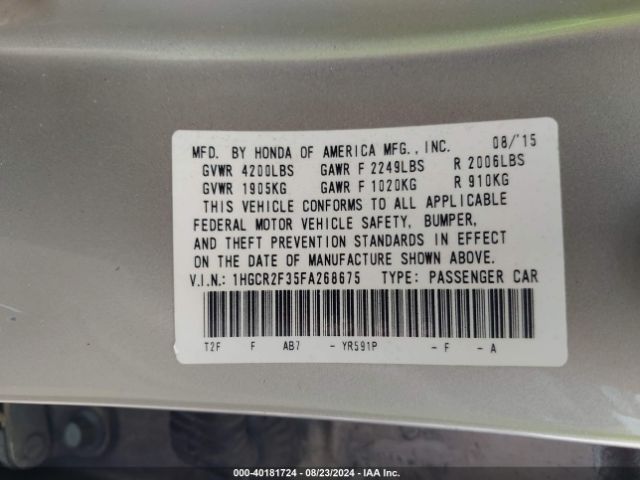 MFD. BY HONDA OF AMERICA MFG., INC. 08/'15
GVWR 4200LBS GAWR F 2249LBS R 2006LBS
GVWR 1905KG GAWR F 1020KG R 910KG
THIS VEHICLE CONFORMS TO ALL APPLICABLE
FEDERAL MOTOR VEHICLE SAFETY, BUMPER,
AND THEFT PREVENTION STANDARDS IN EFFECT
ON THE DATE OF MANUFACTURE SHOWN ABOVE.
V.I.N.: 1HGCR2F35FA268675 TYPE: PASSENGER CAR
T2F F AB7 - YR591P - F - A
000-40181724 | 08/23/2024 | IAA Inc.